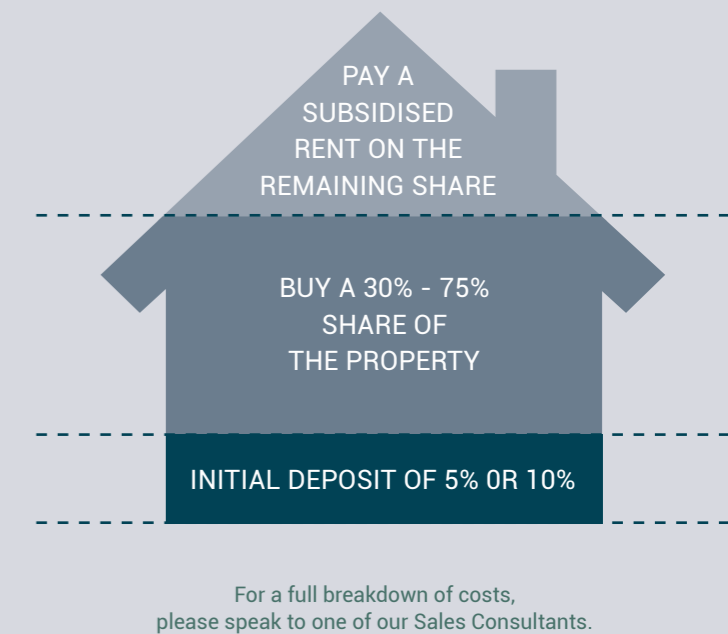 PAY A
SUBSIDISED
RENT ON THE
REMAINING SHARE
BUY A 30% - 75%
SHARE OF
THE PROPERTY
INITIAL DEPOSIT OF 5% 0R 10%
For a full breakdown of costs,
please speak to one of our Sales Consultants.